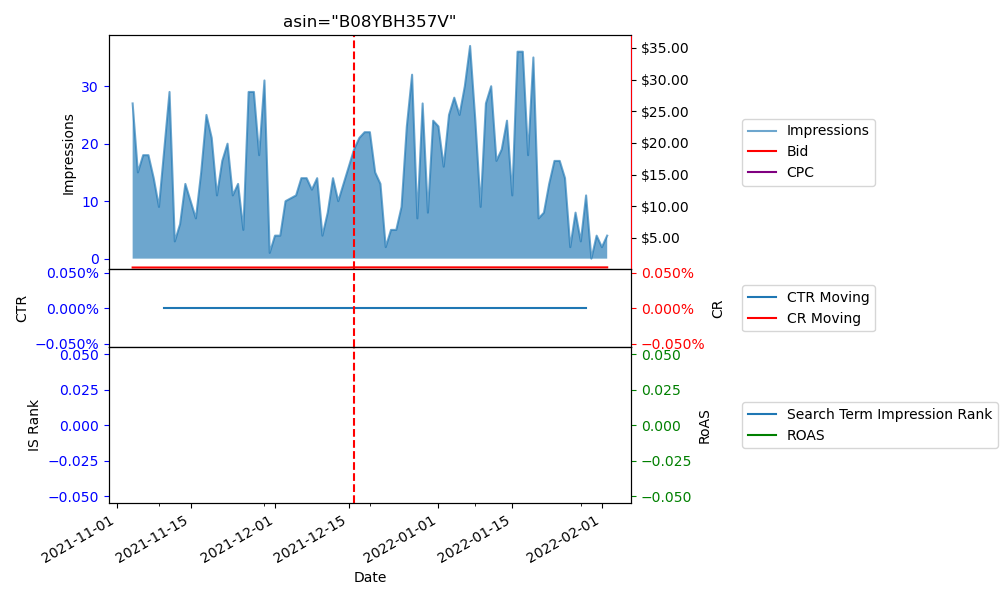 asin="B08YBH357V"
Impressions
30
20
10
0
$35.00
$30.00
$25.00
$20.00
$15.00
$10.00
$5.00
Impressions
Bid
CPC
CTR
0.050%
0.000%
−0.050%
0.050%
0.000%
−0.050%
CR
CTR Moving
CR Moving
IS Rank
0.050
0.025
0.000
−0.025
−0.050
0.050
0.025
0.000
−0.025
−0.050
RoAS
Search Term Impression Rank
ROAS
2021-11-01
2021-11-15
2021-12-01
2021-12-15
2022-01-01
2022-01-15
2022-02-01
Date